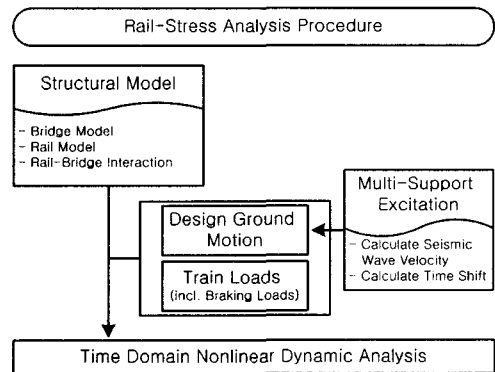 Rail-Stress Analysis Procedure
Structural Model
- Bridge Model
- Rail Model
- Rail-Bridge Interaction
Multi-Support
Excitation
- Calculate Seismic
Wave Velocity
- Calculate Time Shift
Design Ground
Motion
Train Loads
(incl. Braking Loads)
Time Domain Nonlinear Dynamic Analysis